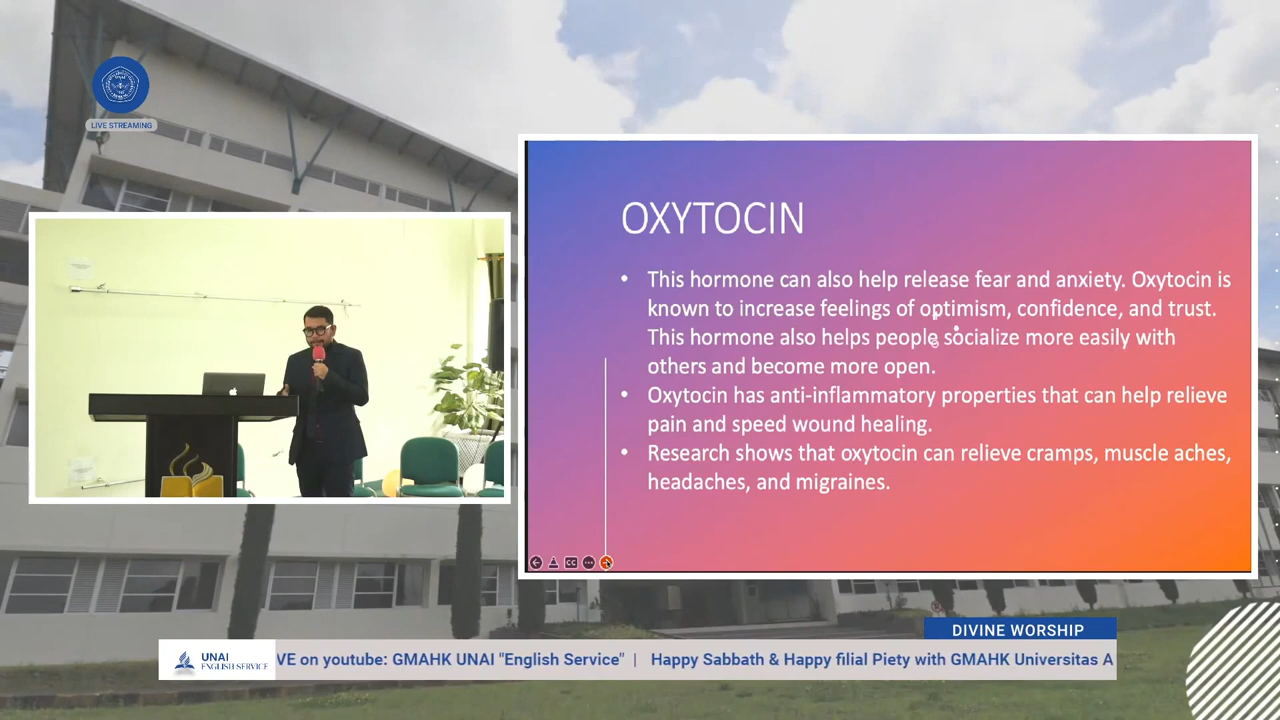 LIVE STREAMING
OXYTOCIN
• This hormone can also help release fear and anxiety. Oxytocin is
known to increase feelings of optimism, confidence, and trust.
This hormone also helps people socialize more easily with
others and become more open.
• Oxytocin has anti-inflammatory properties that can help relieve
pain and speed wound healing.
• Research shows that oxytocin can relieve cramps, muscle aches,
headaches, and migraines.
CC
DIVINE WORSHIP
UNAI
ENGLISH SERVICE
VE on youtube: GMAHK UNAI "English Service" | Happy Sabbath & Happy filial Piety with GMAHK Universitas A